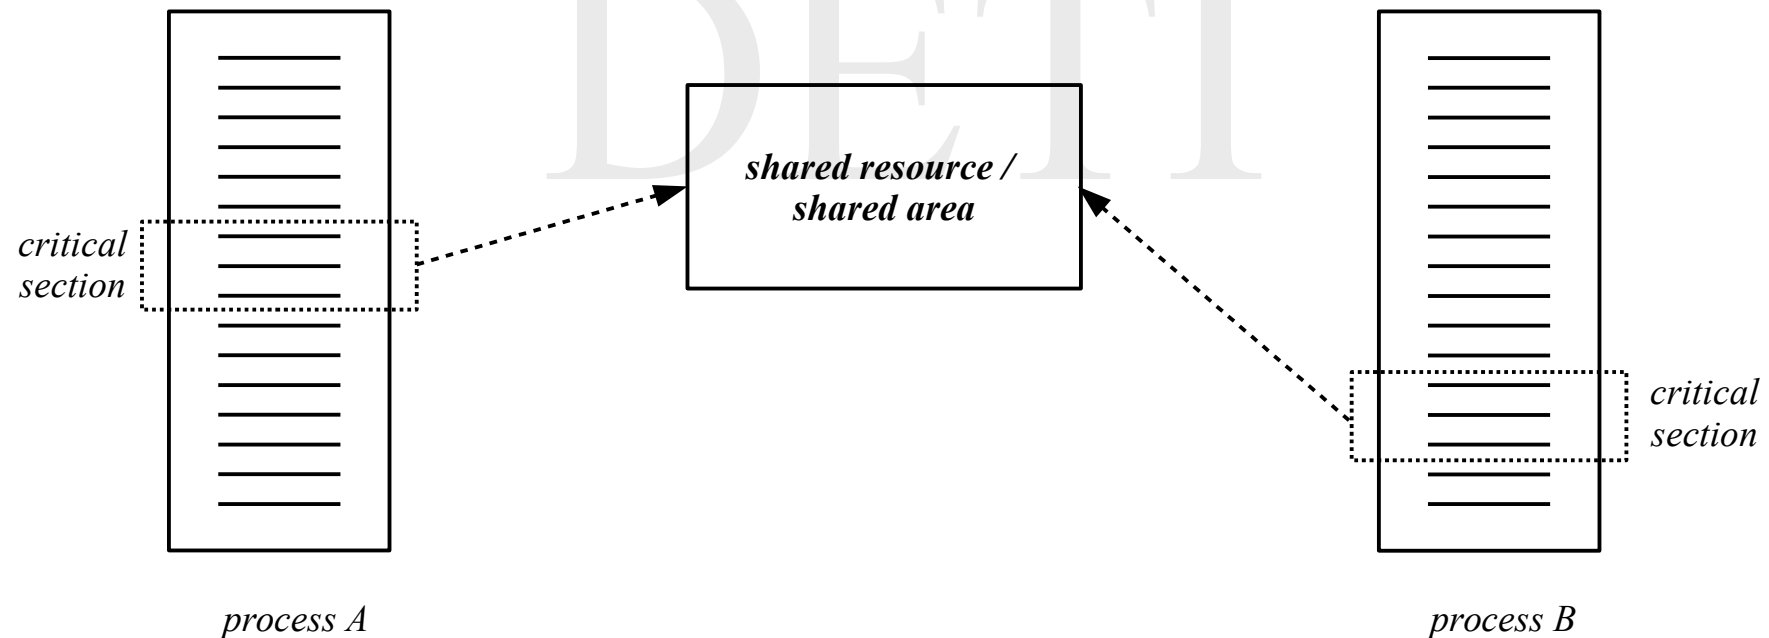 DETI
shared resource /
shared area
critical
section
critical
section
process A
process B